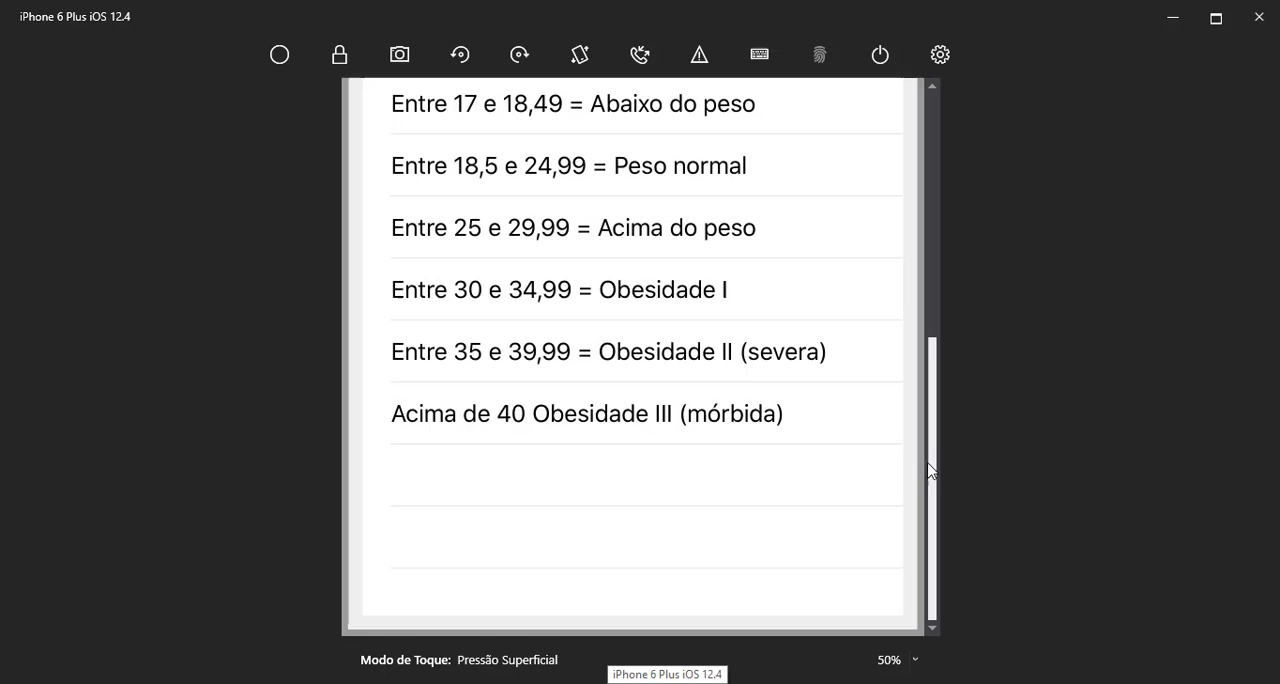 iPhone 6 Plus iOS 12.4
Entre 17 e 18,49 = Abaixo do peso
Entre 18,5 e 24,99 = Peso normal
Entre 25 e 29,99 = Acima do peso
Entre 30 e 34,99 = Obesidade I
Entre 35 e 39,99 = Obesidade II (severa)
Acima de 40 Obesidade III (mórbida)
Modo de Toque: Pressão Superficial
50%
iPhone 6 Plus iOS 12.4